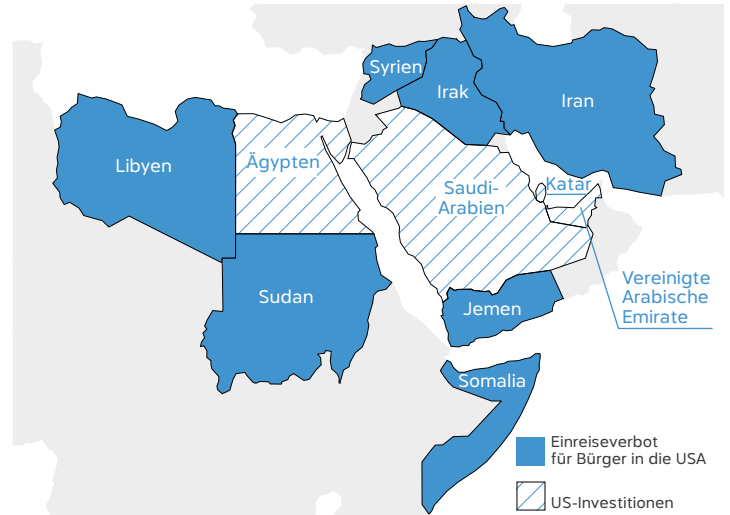 Syrien
Irak
Iran
Libyen
Ägypten
Saudi-
Arabien
Katar
Vereinigte
Arabische
Emirate
Sudan
Jemen
Somalia
Einreiseverbot
für Bürger in die USA
US-Investitionen